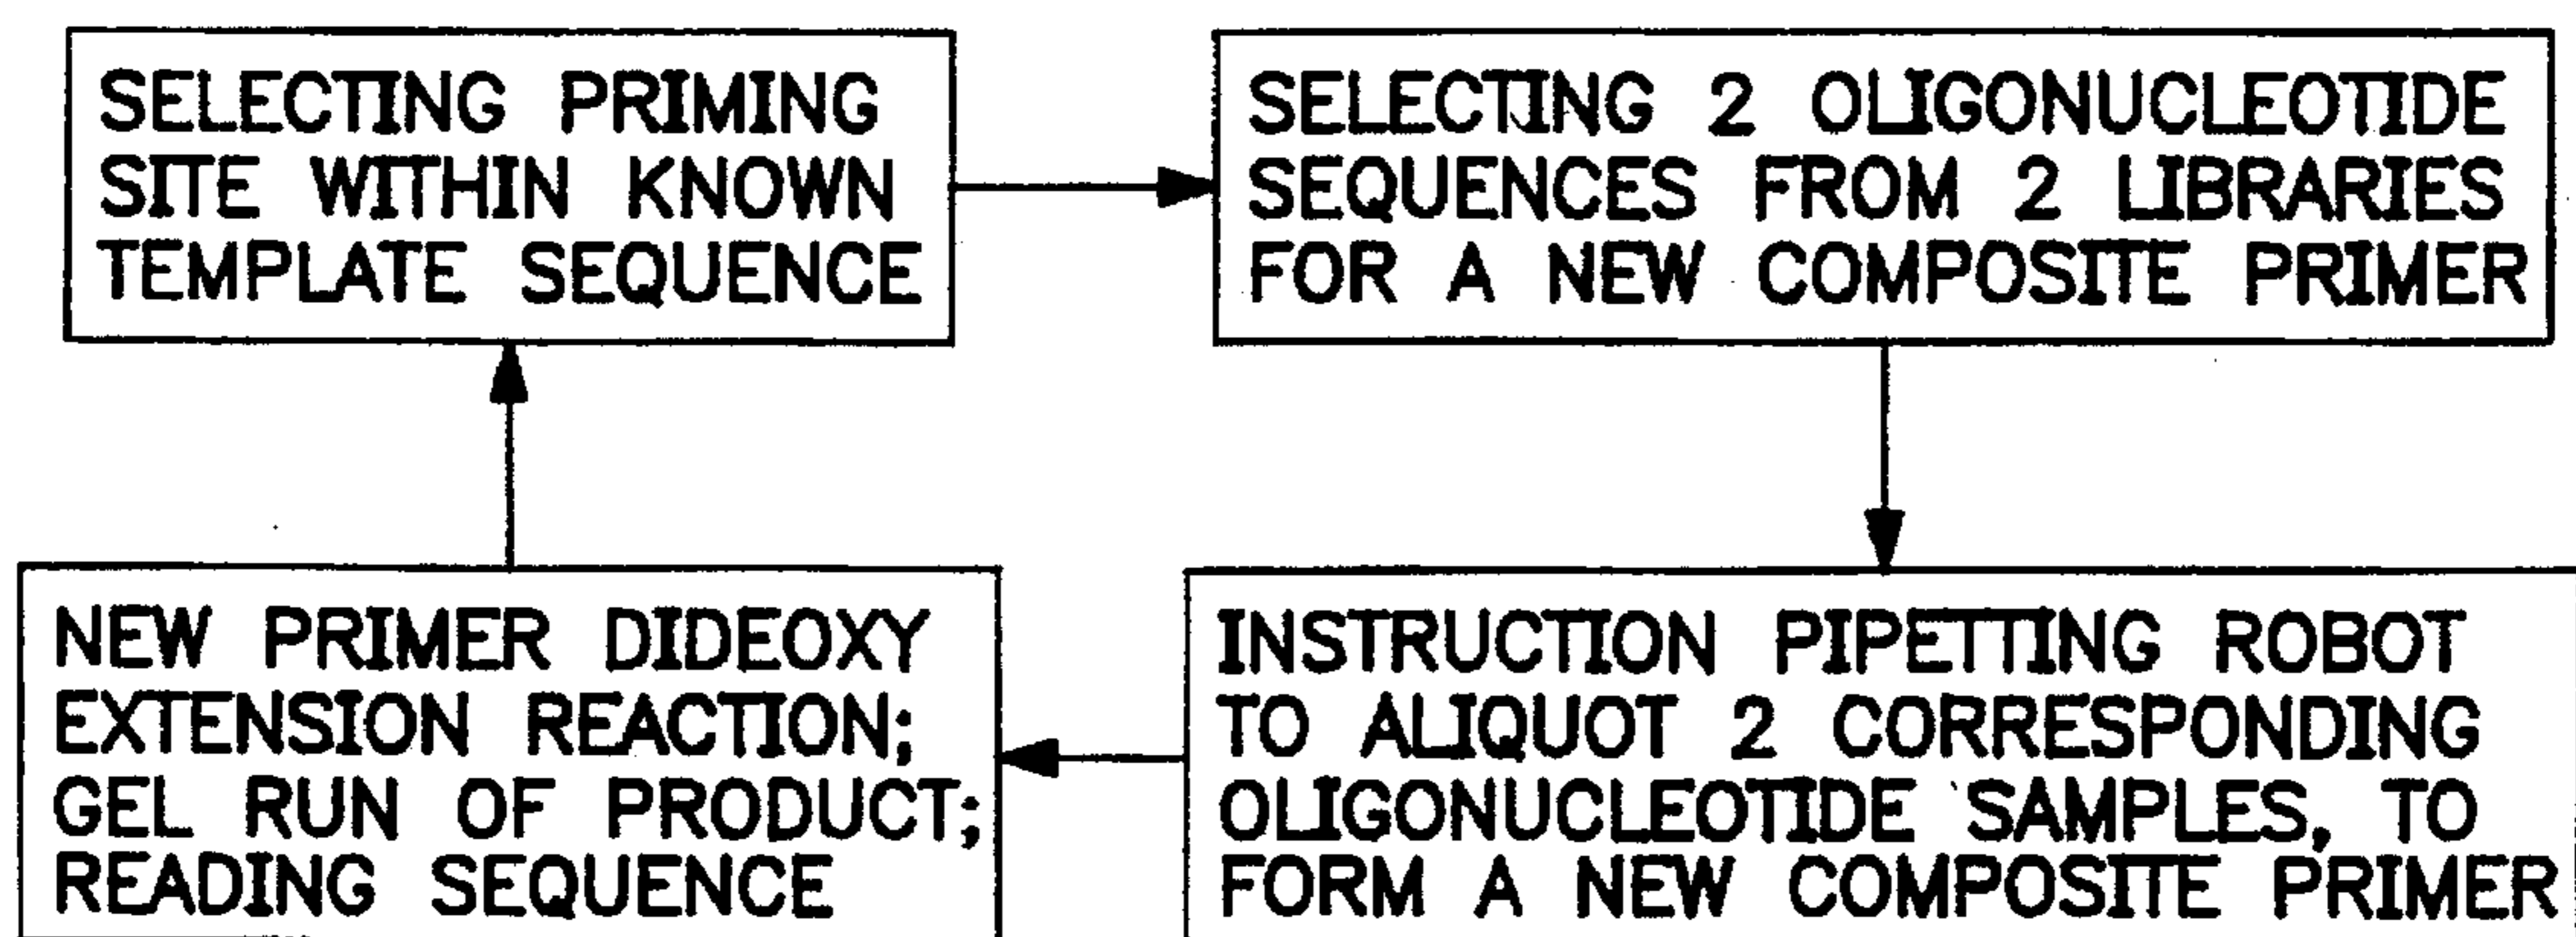 SELECTING PRIMING
SITE WITHIN KNOWN
TEMPLATE SEQUENCE
SELECTING 2 OLIGONUCLEOTIDE
SEQUENCES FROM 2 LIBRARIES
FOR A NEW COMPOSITE PRIMER
INSTRUCTION PIPETTING ROBOT
TO ALIQUOT 2 CORRESPONDING
OLIGONUCLEOTIDE SAMPLES, TO
FORM A NEW COMPOSITE PRIMER
NEW PRIMER DIDEOXY
EXTENSION REACTION;
GEL RUN OF PRODUCT;
READING SEQUENCE